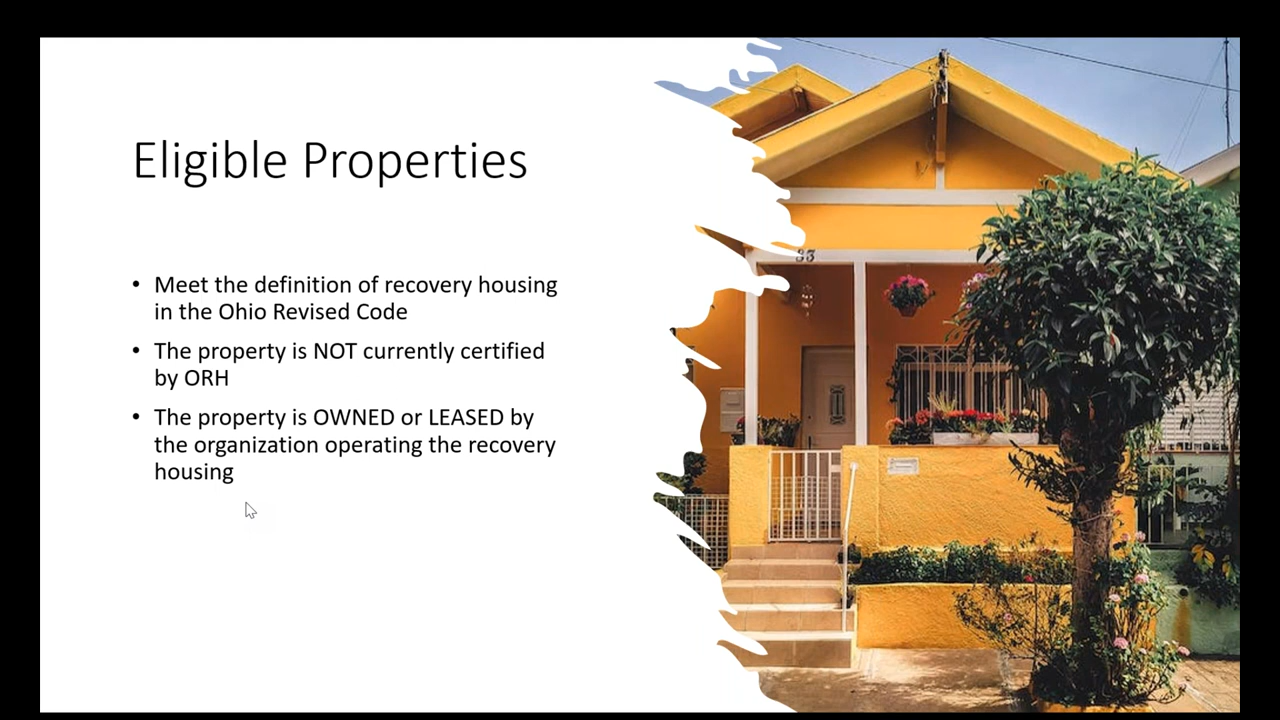 Eligible Properties
• Meet the definition of recovery housing
in the Ohio Revised Code
• The property is NOT currently certified
by ORH
• The property is OWNED or LEASED by
the organization operating the recovery
housing